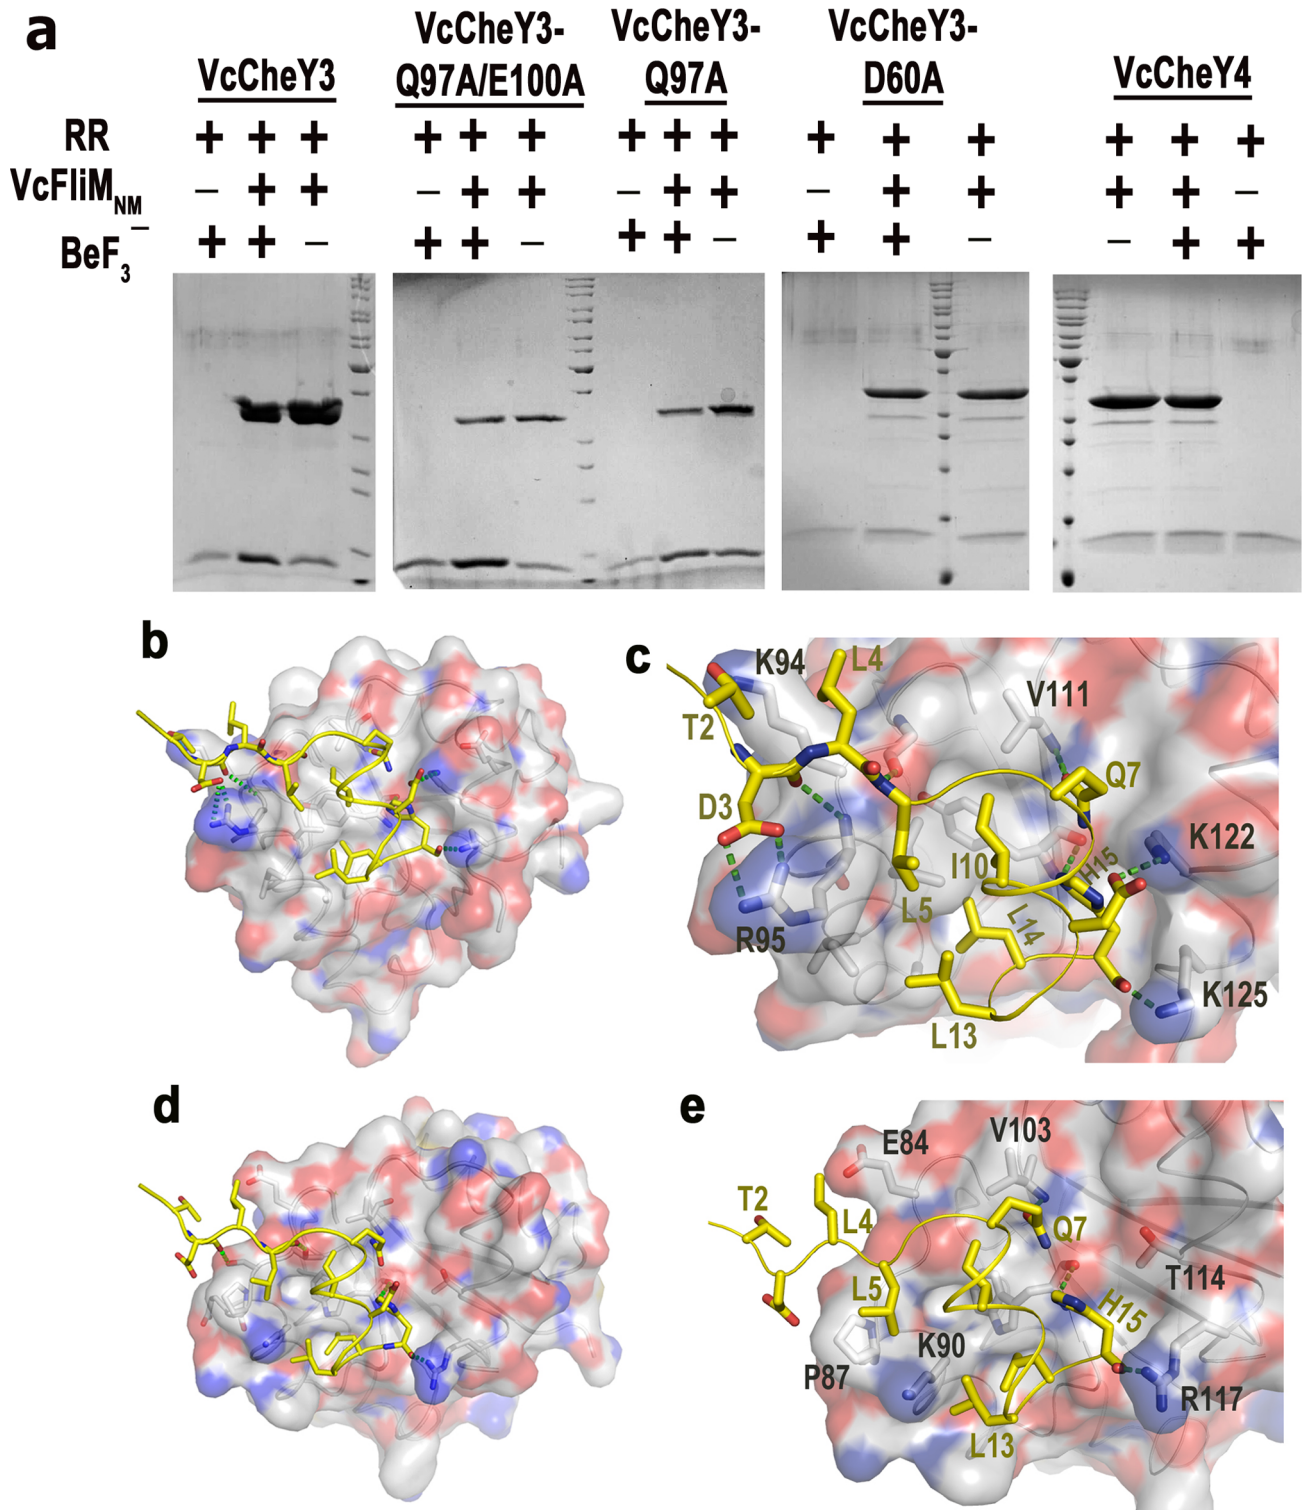 a
VcCheY3
VcCheY3-
Q97A/E100A
VcCheY3-
Q97A
VcCheY3-
D60A
VcCheY4
RR + + + + + + + + + + + + + + +
VcFliMNM − + + − + + − + + − + + + + −
BeF3− + + − + + − + + − + + − − + +
b
c
K94
L4
V111
T2
Q7
D3
K122
I10
H15
L5
L14
R95
K125
L13
d
e
E84
V103
T2
L4
Q7
T114
L5
H15
K90
P87
R117
L13